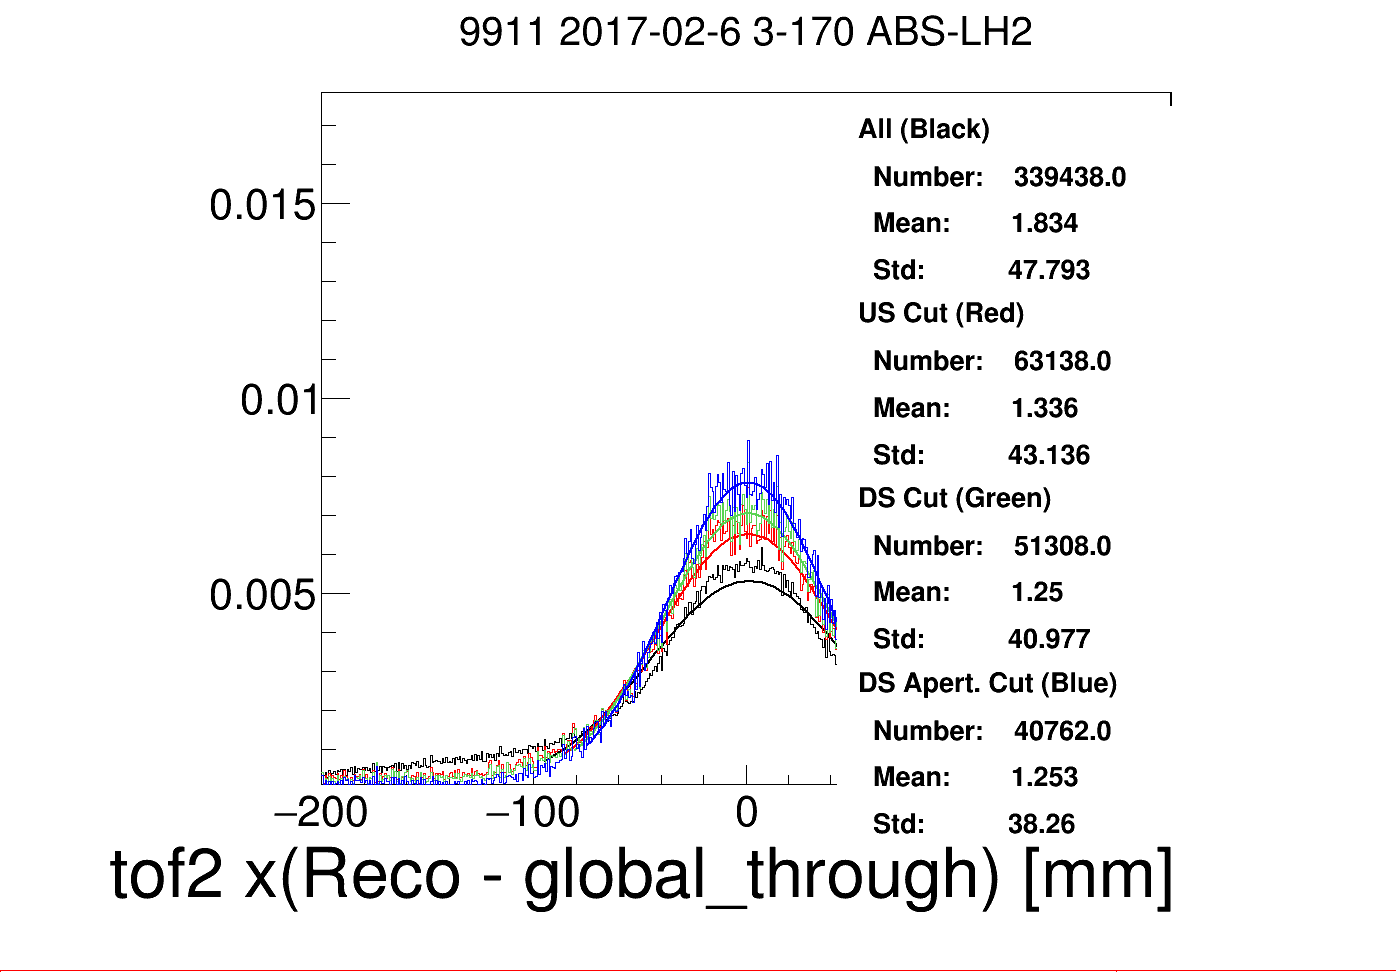 9911 2017-02-6 3-170 ABS-LH2
All (Black)
Number: 339438.0
Mean: 1.834
Std: 47.793
US Cut (Red)
Number: 63138.0
Mean: 1.336
Std: 43.136
DS Cut (Green)
Number: 51308.0
Mean: 1.25
Std: 40.977
DS Apert. Cut (Blue)
Number: 40762.0
Mean: 1.253
Std: 38.26
0.015
0.01
0.005
−200 −100 0
tof2 x(Reco - global_through) [mm]